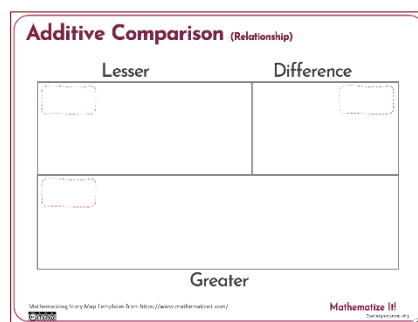 Additive Comparison (Relationship)
Lesser Difference
Greater
Mathematizing Story Map Templates from https://www.mathematizeit.com/
Mathematize It!